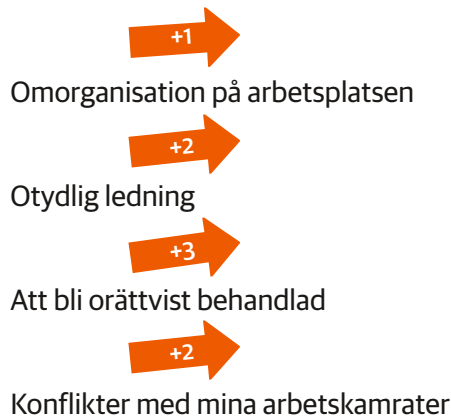 +1
Omorganisation på arbetsplatsen
+2
Otydlig ledning
+3
Att bli orättvist behandlad
+2
Konflikter med mina arbetskamrater